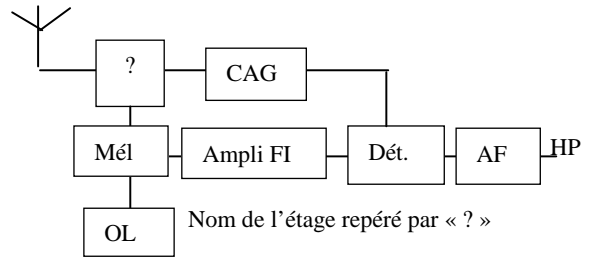 ?
CAG
Mél
Ampli FI
Dét.
AF
HP
OL
Nom de l'étage repéré par « ? »